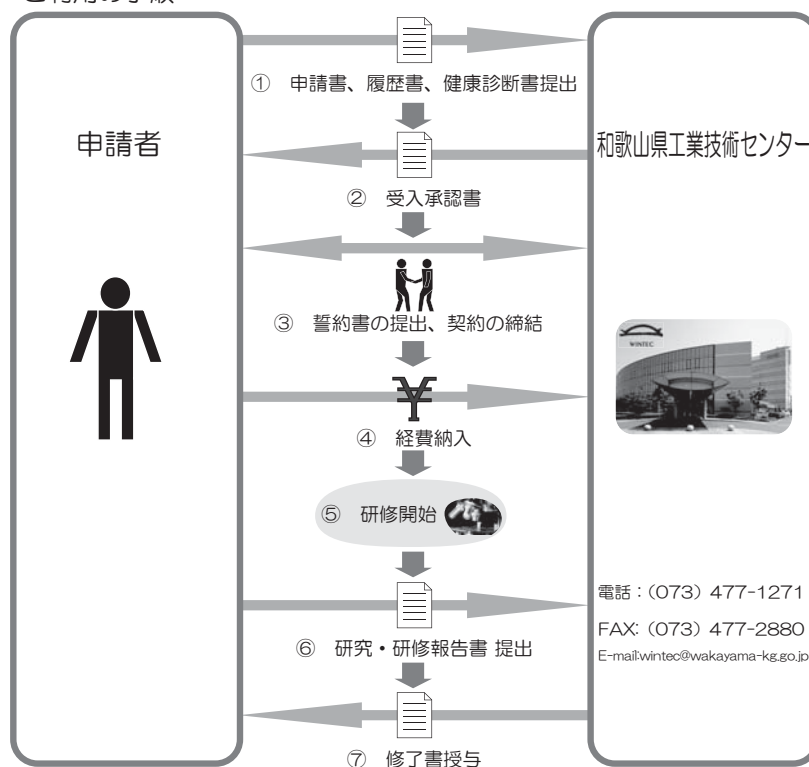 ご利用の手順
① 申請書、履歴書、健康診断書提出
申請者
和歌山県工業技術センター
② 受入承認書
③ 誓約書の提出、契約の締結
WINTEC
¥
④ 経費納入
⑤ 研修開始
電話：（073）477-1271
FAX:（073）477-2880
E-mail:wintec@wakayama-kg.go.jp
⑥ 研究・研修報告書 提出
⑦ 修了書授与